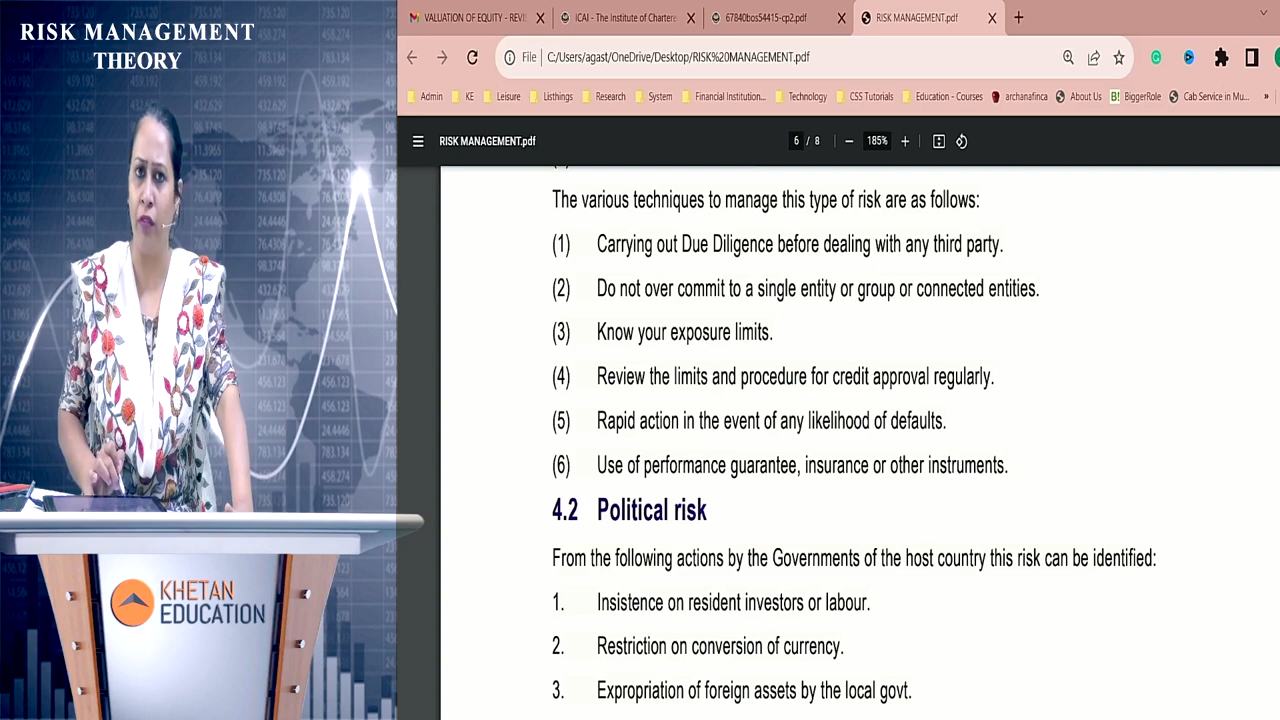 RISK MANAGEMENT
THEORY
VALUATION OF EQUITY - REVI
ICAI - The Institute of Charter
67840bos54415-cp2.pdf
RISK MANAGEMENT.pdf
File
C:/Users/agast/OneDrive/Desktop/RISK%20MANAGEMENT.pdf
Admin
KE
Leisure
Listhings
Research
System
Financial Institution...
Technology
CSS Tutorials
Education - Courses
archanafinca
About Us
BiggerRole
Cab Service in Mu...
»
RISK MANAGEMENT.pdf
6 / 8
185%
The various techniques to manage this type of risk are as follows:
(1) Carrying out Due Diligence before dealing with any third party.
(2) Do not over commit to a single entity or group or connected entities.
(3) Know your exposure limits.
(4) Review the limits and procedure for credit approval regularly.
(5) Rapid action in the event of any likelihood of defaults.
(6) Use of performance guarantee, insurance or other instruments.
4.2 Political risk
From the following actions by the Governments of the host country this risk can be identified:
1. Insistence on resident investors or labour.
2. Restriction on conversion of currency.
3. Expropriation of foreign assets by the local govt.
KHETAN
EDUCATION